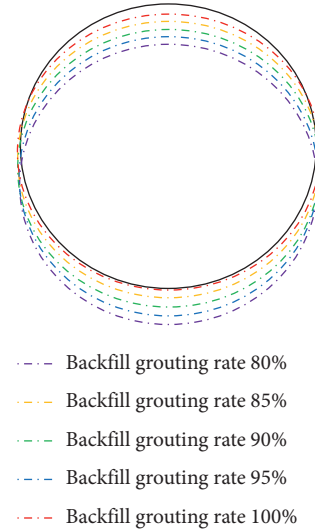 Backfill grouting rate 80%
Backfill grouting rate 85%
Backfill grouting rate 90%
Backfill grouting rate 95%
Backfill grouting rate 100%